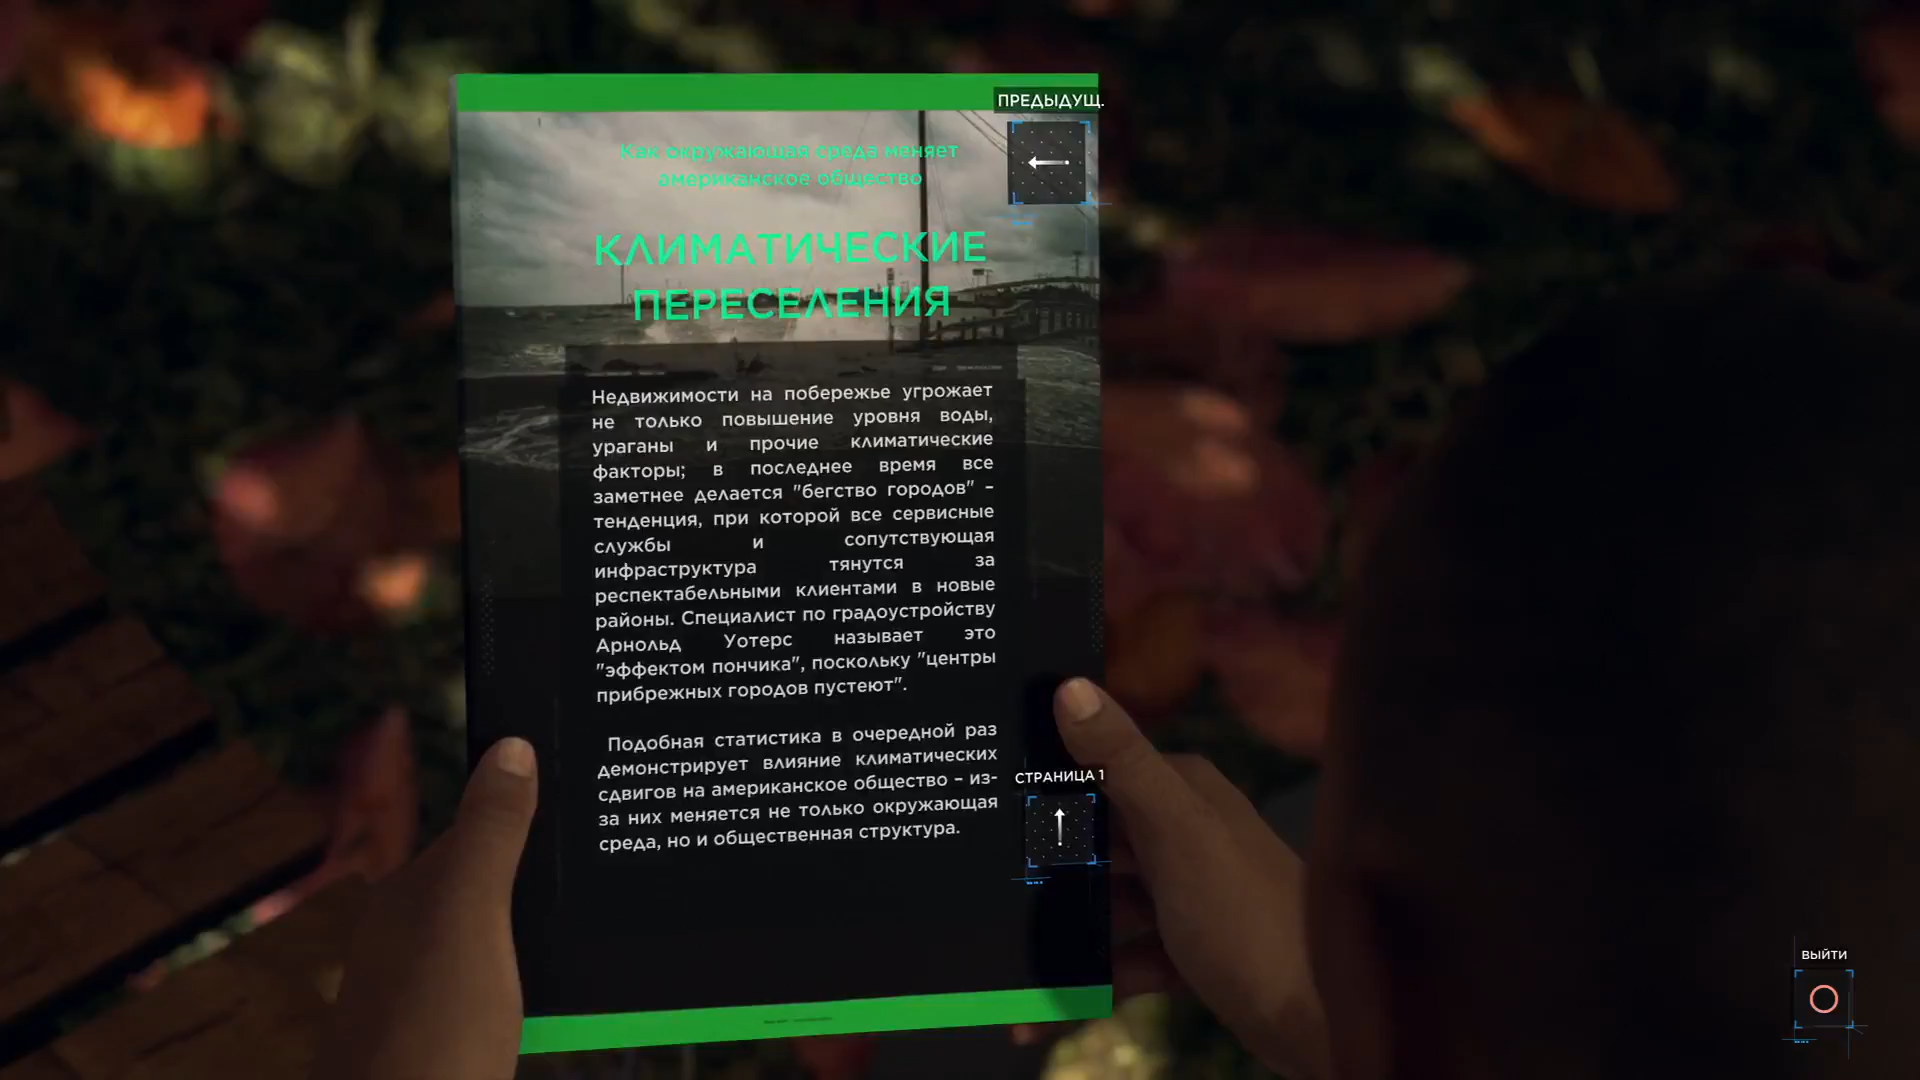 ПРЕДЫДУЩ.
Как окружающая среда меняет
американское общество
КЛИМАТИЧЕСКИЕ
ПЕРЕСЕЛЕНИЯ
Недвижимости на побережье угрожает
не только повышение уровня воды,
ураганы и прочие климатические
факторы; в последнее время все
заметнее делается "бегство городов" –
тенденция, при которой все сервисные
службы и сопутствующая
инфраструктура тянутся за
респектабельными клиентами в новые
районы. Специалист по градоустройству
Арнольд Уотерс называет это
"эффектом пончика", поскольку "центры
прибрежных городов пустеют".
Подобная статистика в очередной раз
демонстрирует влияние климатических
сдвигов на американское общество – из-
за них меняется не только окружающая
среда, но и общественная структура.
СТРАНИЦА 1
ВЫЙТИ